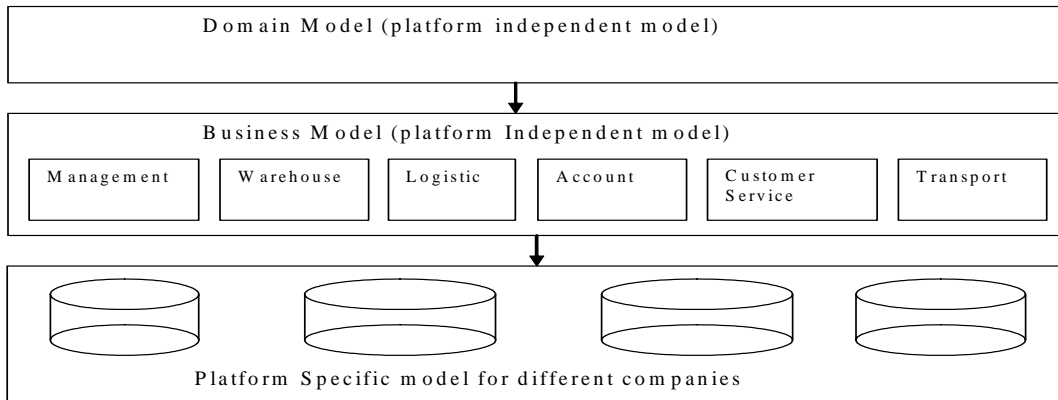 Domain Model (platform independent model)
Business Model (platform Independent model)
Management
Warehouse
Logistic
Account
Customer
Service
Transport
Platform Specific model for different companies